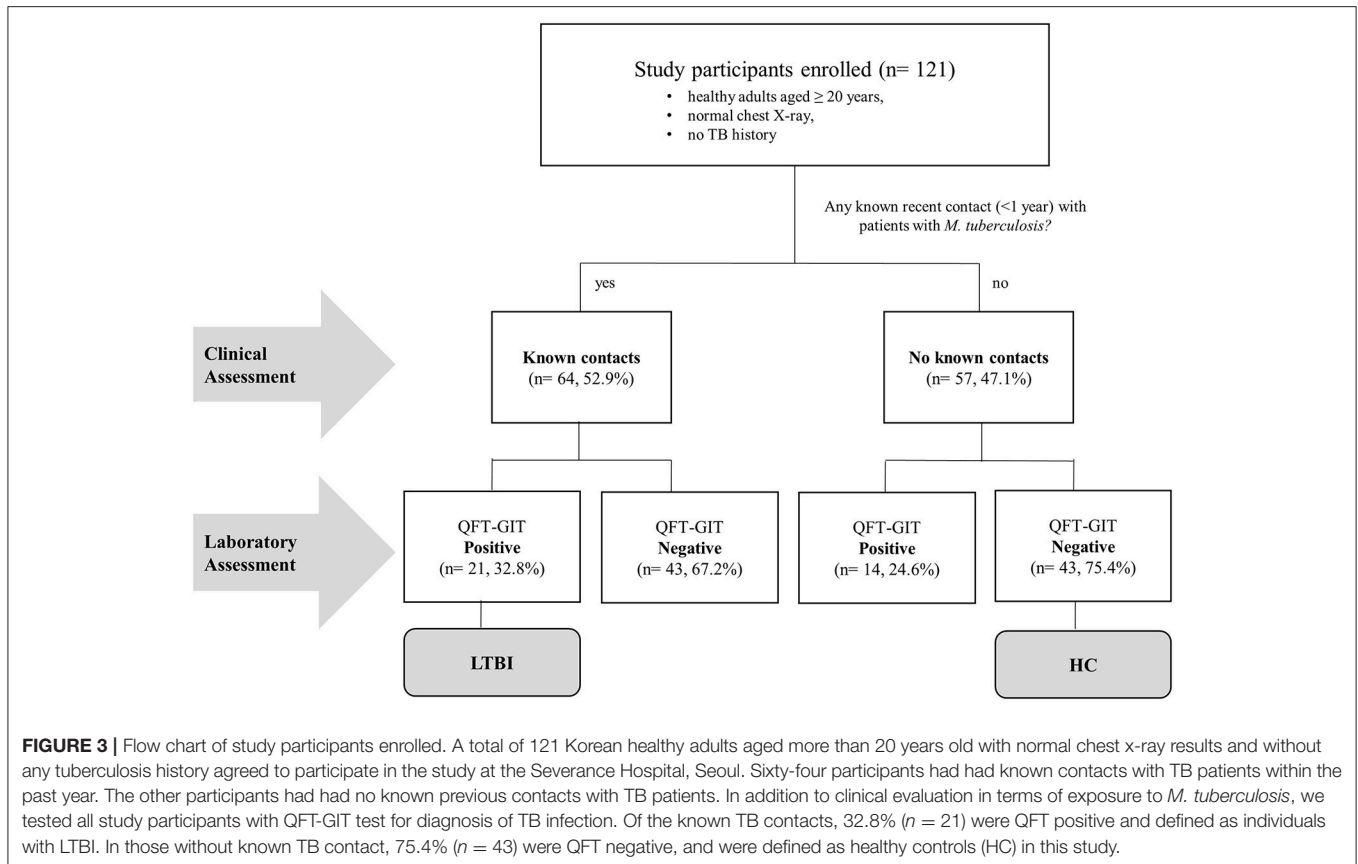 Study participants enrolled (n= 121)
• healthy adults aged ≥ 20 years,
• normal chest X-ray,
• no TB history
Any known recent contact (<1 year) with
patients with M. tuberculosis?
yes
no
Clinical
Assessment
Known contacts
(n= 64, 52.9%)
No known contacts
(n= 57, 47.1%)
Laboratory
Assessment
QFT-GIT
Positive
(n= 21, 32.8%)
QFT-GIT
Negative
(n= 43, 67.2%)
QFT-GIT
Positive
(n= 14, 24.6%)
QFT-GIT
Negative
(n= 43, 75.4%)
LTBI
HC
FIGURE 3 | Flow chart of study participants enrolled. A total of 121 Korean healthy adults aged more than 20 years old with normal chest x-ray results and without
any tuberculosis history agreed to participate in the study at the Severance Hospital, Seoul. Sixty-four participants had had known contacts with TB patients within the
past year. The other participants had had no known previous contacts with TB patients. In addition to clinical evaluation in terms of exposure to M. tuberculosis, we
tested all study participants with QFT-GIT test for diagnosis of TB infection. Of the known TB contacts, 32.8% (n = 21) were QFT positive and defined as individuals
with LTBI. In those without known TB contact, 75.4% (n = 43) were QFT negative, and were defined as healthy controls (HC) in this study.